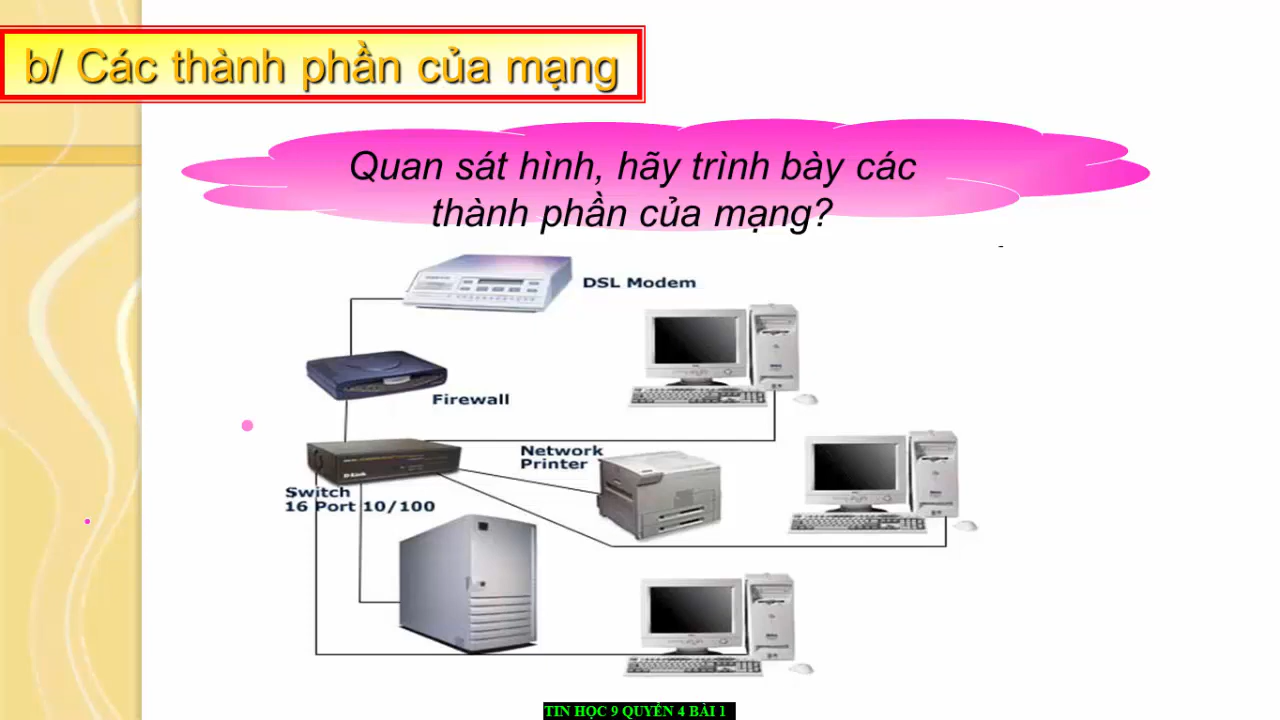 b/ Các thành phần của mạng
Quan sát hình, hãy trình bày các
thành phần của mạng?
DSL Modem
Firewall
Network
Printer
D-Link
Switch
16 Port 10/100
TIN HỌC 9 QUYỂN 4 BÀI 1